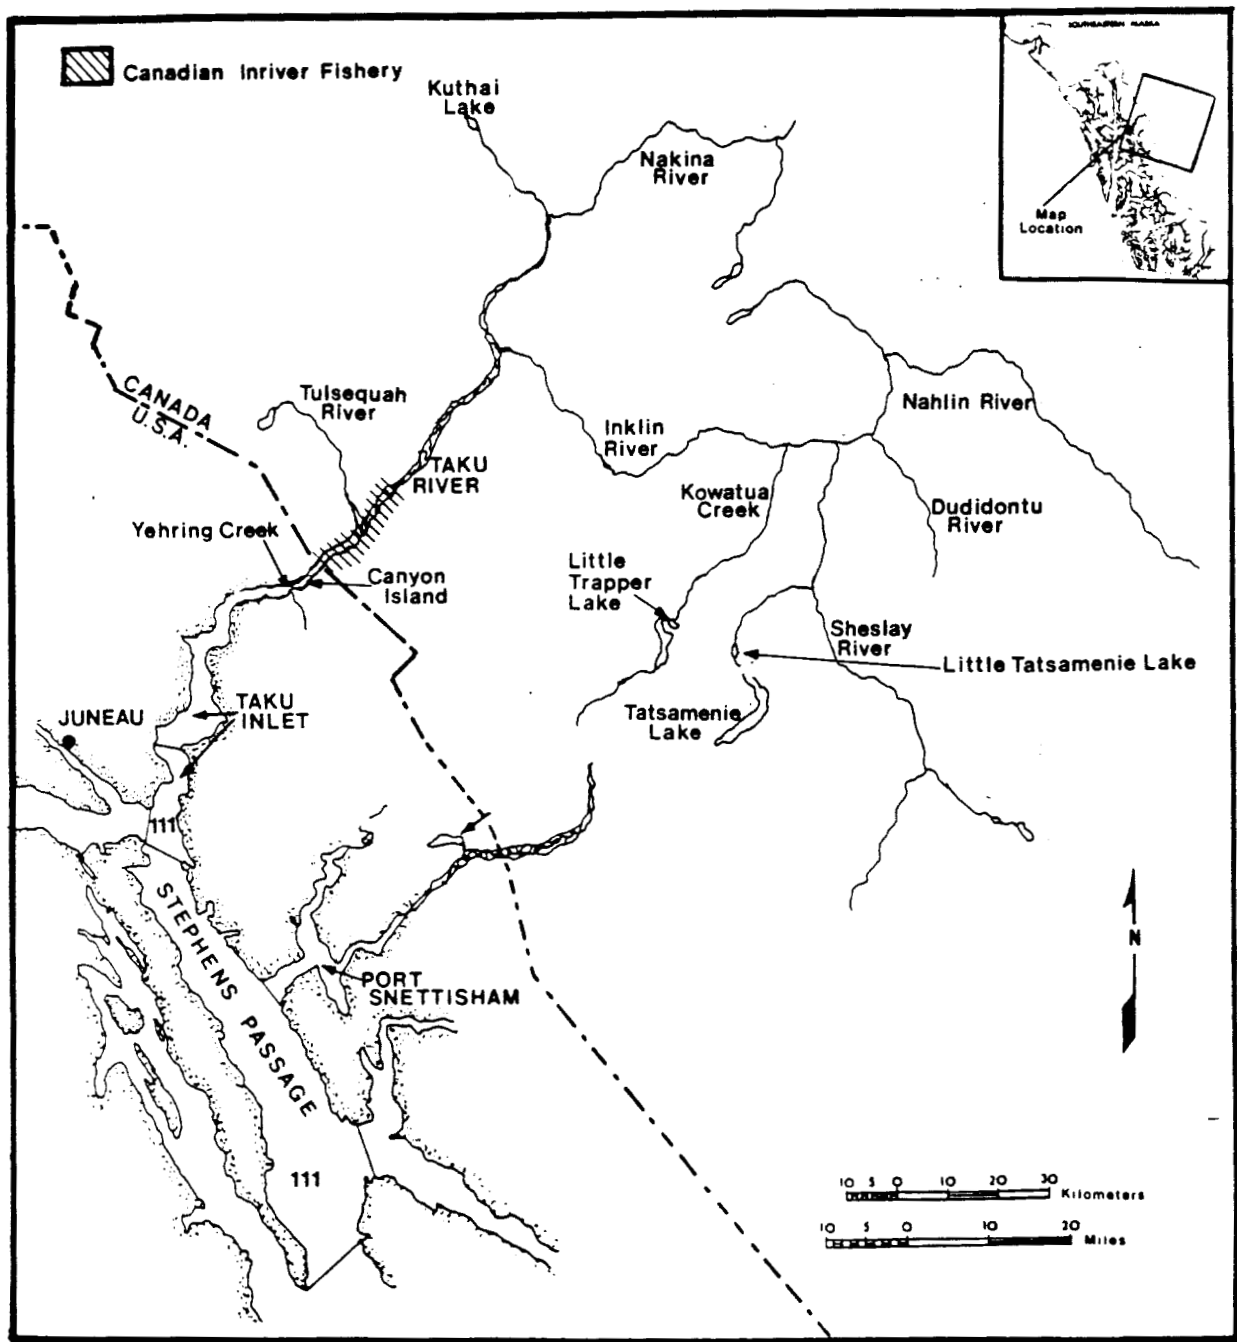 SOUTHEASTERN ALASKA
Map
Location
Canadian Inriver Fishery
Kuthai
Lake
Nakina
River
CANADA
U.S.A.
Tulsequah
River
Nahlin River
Inklin
River
TAKU
RIVER
Kowatua
Creek
Dudidontu
River
Yehring Creek
Canyon
Island
Little
Trapper
Lake
Sheslay
River
Little Tatsamenie Lake
TAKU
INLET
JUNEAU
Tatsamenie
Lake
111
STEPHENS PASSAGE
PORT
SNETTISHAM
N
111
10 5 0 10 20 30 Kilometers
10 5 0 10 20 Miles